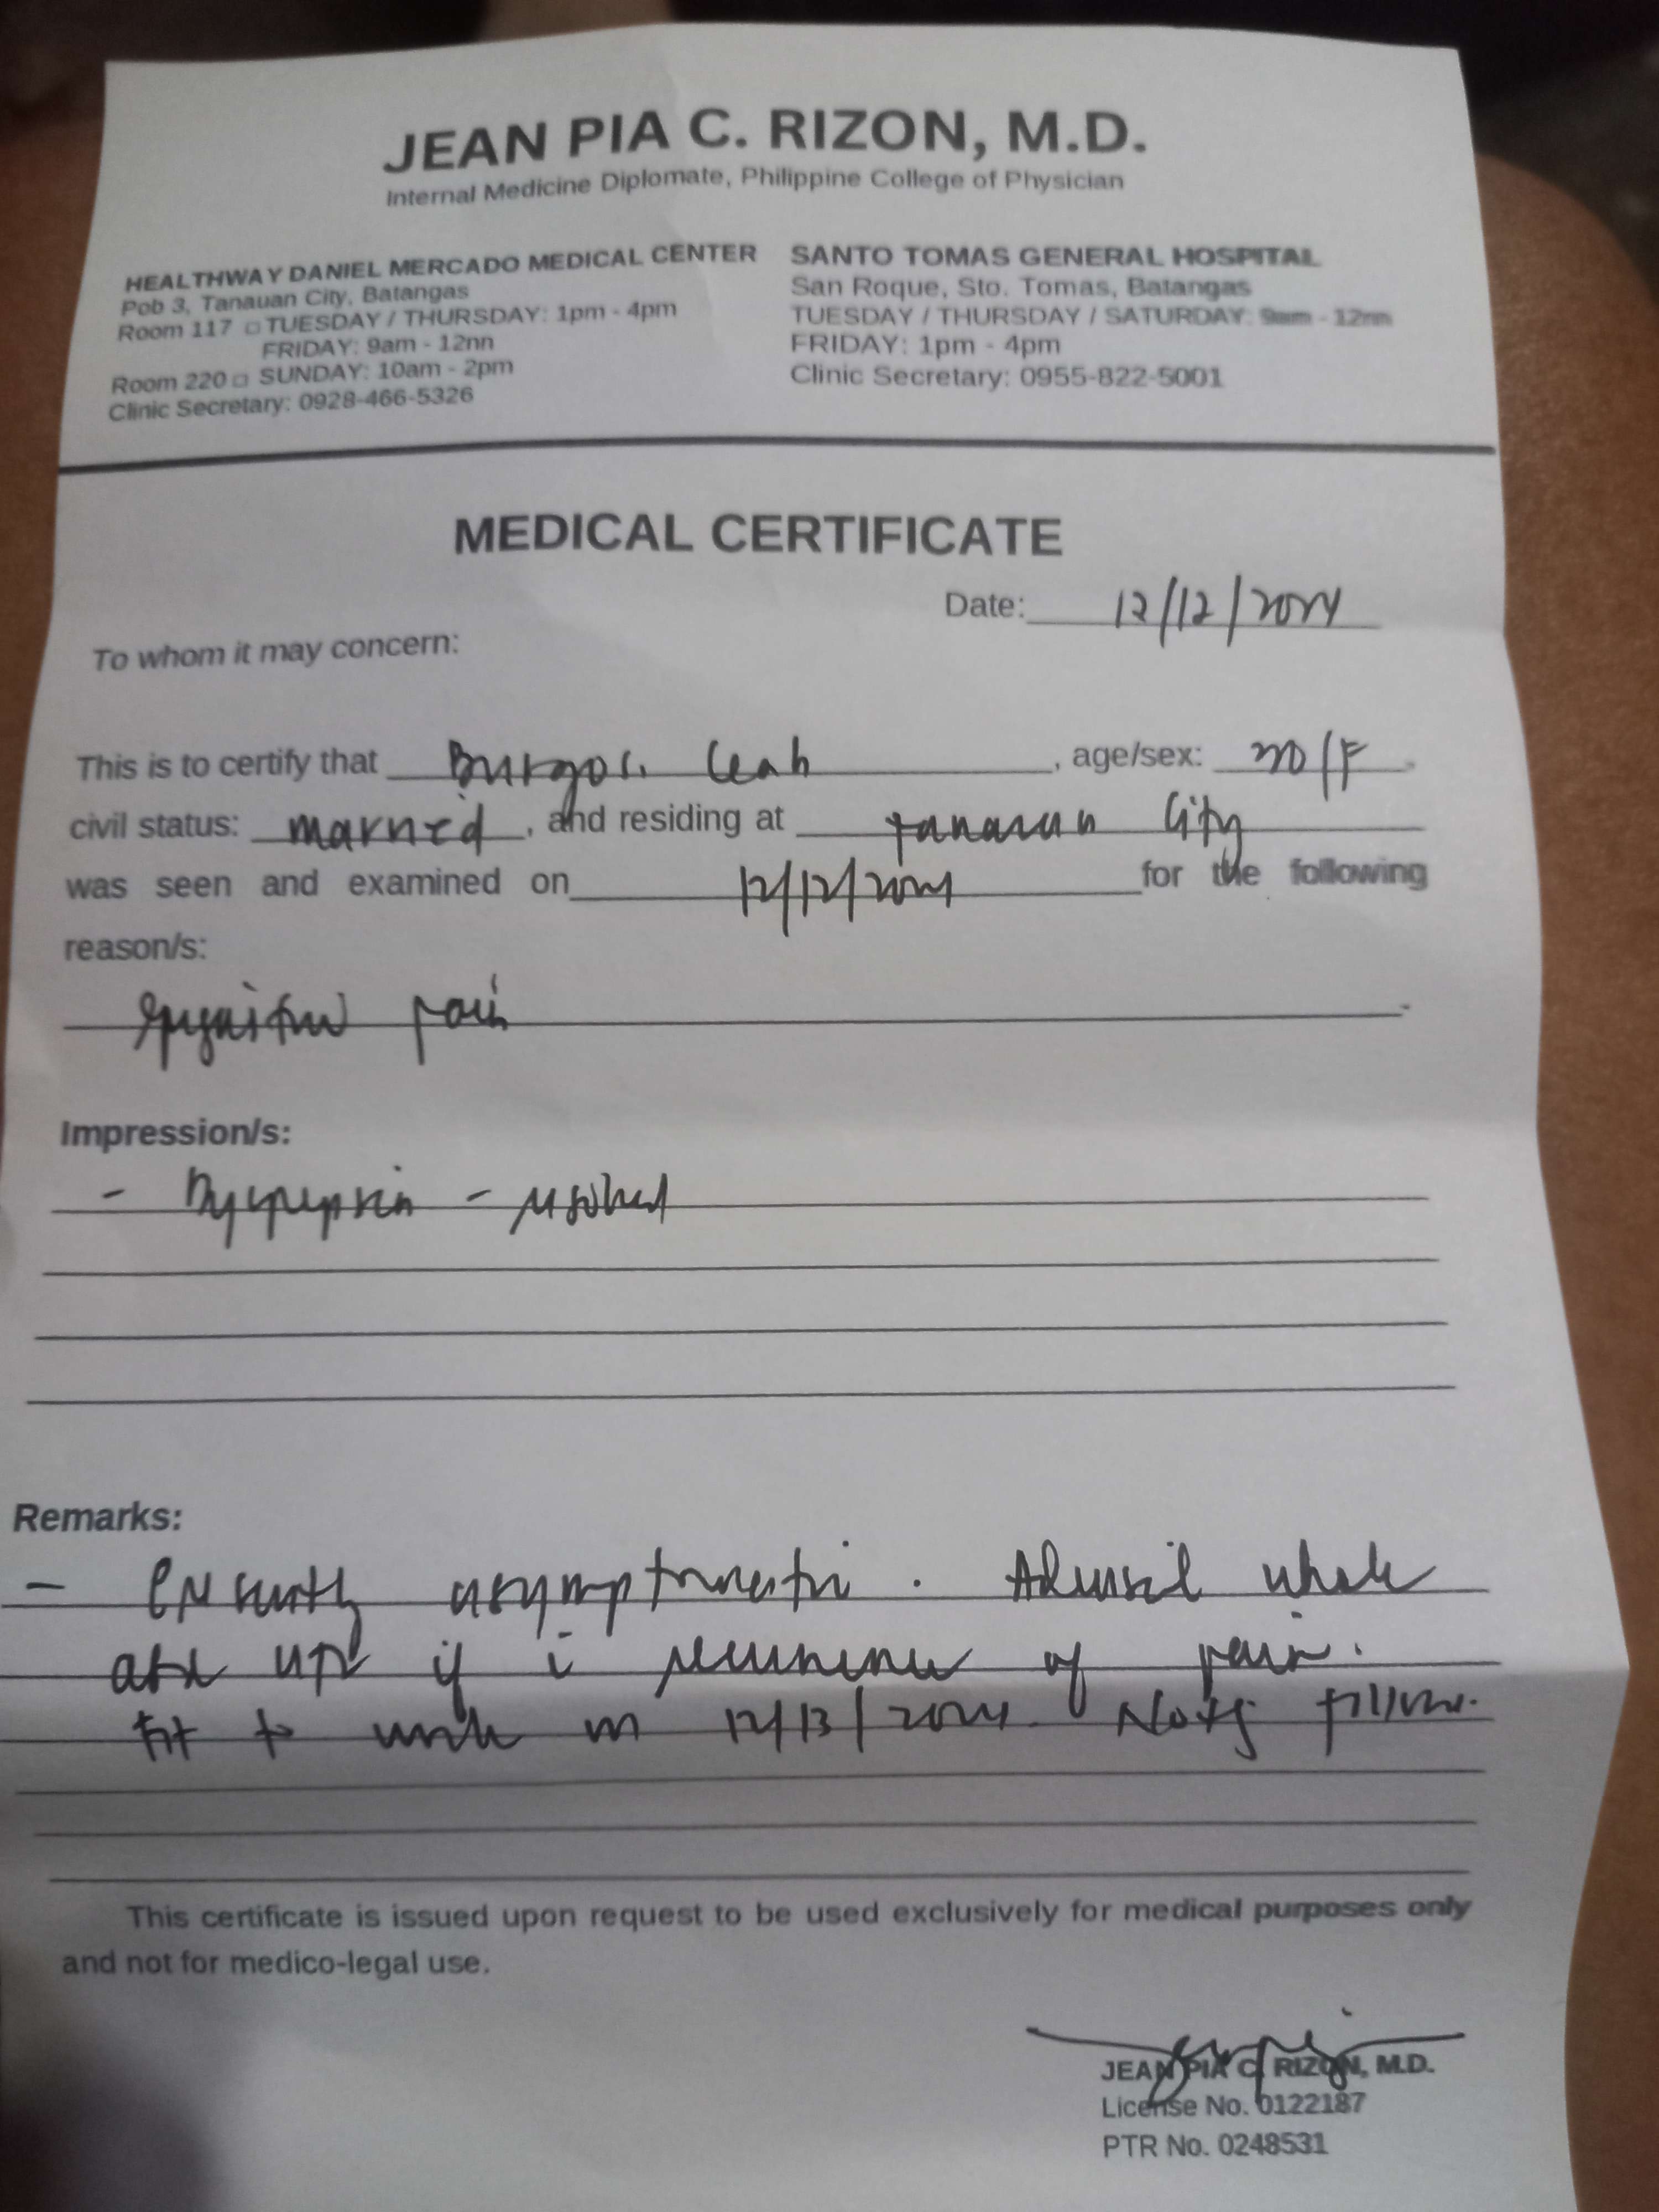 JEAN PIA C. RIZON, M.D.
Internal Medicine Diplomate, Philippine College of Physician
HEALTHWAY DANIEL MERCADO MEDICAL CENTER
Pob 3, Tanauan City, Batangas
Room 117 □ TUESDAY / THURSDAY: 1pm - 4pm
FRIDAY: 9am - 12nn
Room 220 □ SUNDAY: 10am - 2pm
Clinic Secretary: 0928-466-5326
SANTO TOMAS GENERAL HOSPITAL
San Roque, Sto. Tomas, Batangas
TUESDAY / THURSDAY / SATURDAY: 9am - 12nn
FRIDAY: 1pm - 4pm
Clinic Secretary: 0955-822-5001
MEDICAL CERTIFICATE
Date: 12/12/2024
To whom it may concern:
This is to certify that Burgos, Leah, age/sex: /F
civil status: married, and residing at Tanauan City
was seen and examined on 12/12/2024 for the following
reason/s:
Epigastric pain
Impression/s:
- Dyspepsia - resolved
Remarks:
- Currently asymptomatic. Advised
if recurrence of pain.
Fit to work on 12/13/2024.
This certificate is issued upon request to be used exclusively for medical purposes only
and not for medico-legal use.
JEAN PIA C. RIZON, M.D.
License No. 0122187
PTR No. 0248531